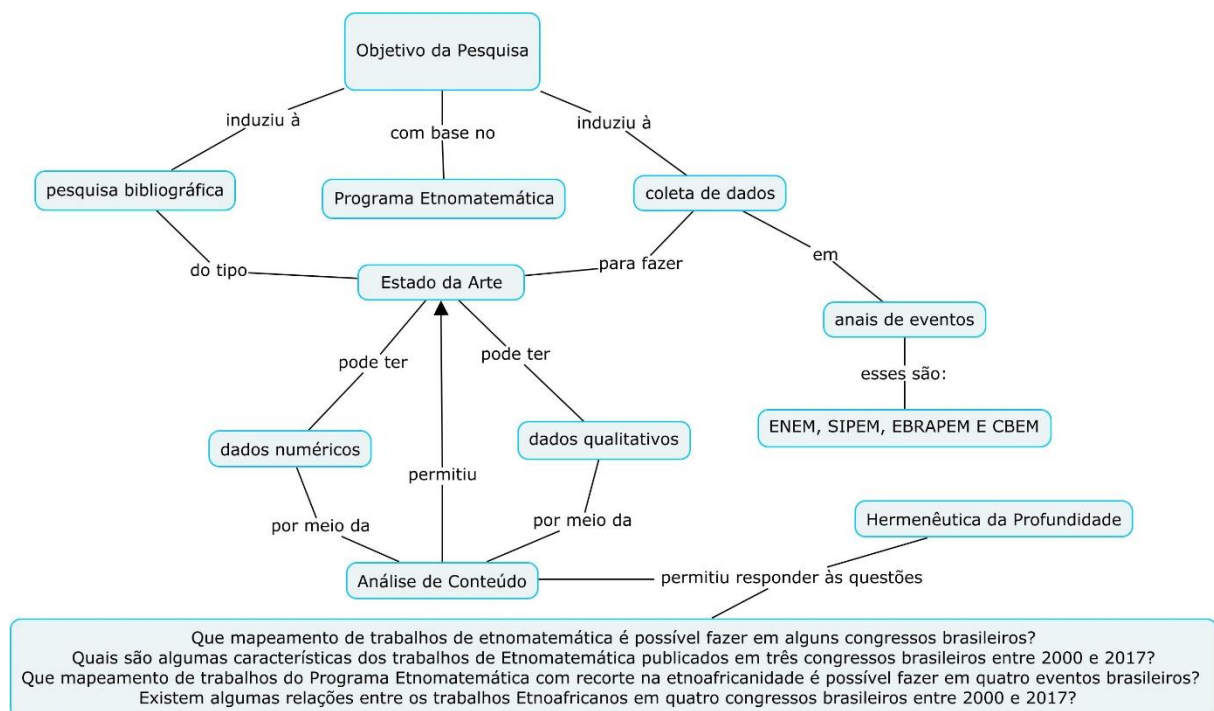 Objetivo da Pesquisa
induziu à
com base no
induziu à
pesquisa bibliográfica
Programa Etnomatemática
coleta de dados
do tipo
para fazer
em
Estado da Arte
anais de eventos
pode ter
pode ter
esses são:
ENEM, SIPEM, EBRAPEM E CBEM
dados numéricos
dados qualitativos
permitiu
por meio da
por meio da
Hermenêutica da Profundidade
Análise de Conteúdo
permitiu responder às questões
Que mapeamento de trabalhos de etnomatemática é possível fazer em alguns congressos brasileiros?
Quais são algumas características dos trabalhos de Etnomatemática publicados em três congressos brasileiros entre 2000 e 2017?
Que mapeamento de trabalhos do Programa Etnomatemática com recorte na etnoafricanidade é possível fazer em quatro eventos brasileiros?
Existem algumas relações entre os trabalhos Etnoafricanos em quatro congressos brasileiros entre 2000 e 2017?